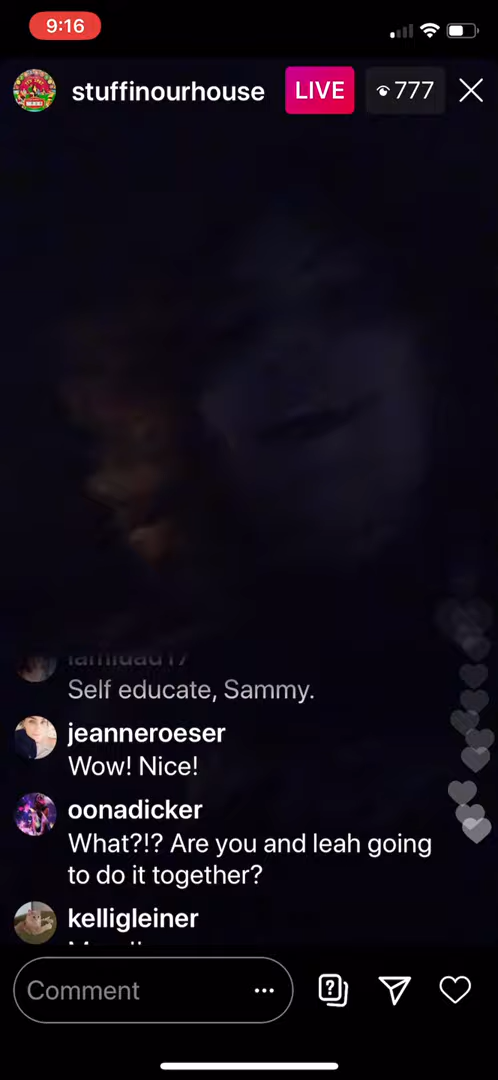 9:16
stuffinourhouse
LIVE
777
Self educate, Sammy.
jeanneroeser
Wow! Nice!
oonadicker
What?!? Are you and leah going
to do it together?
kelligleiner
Comment